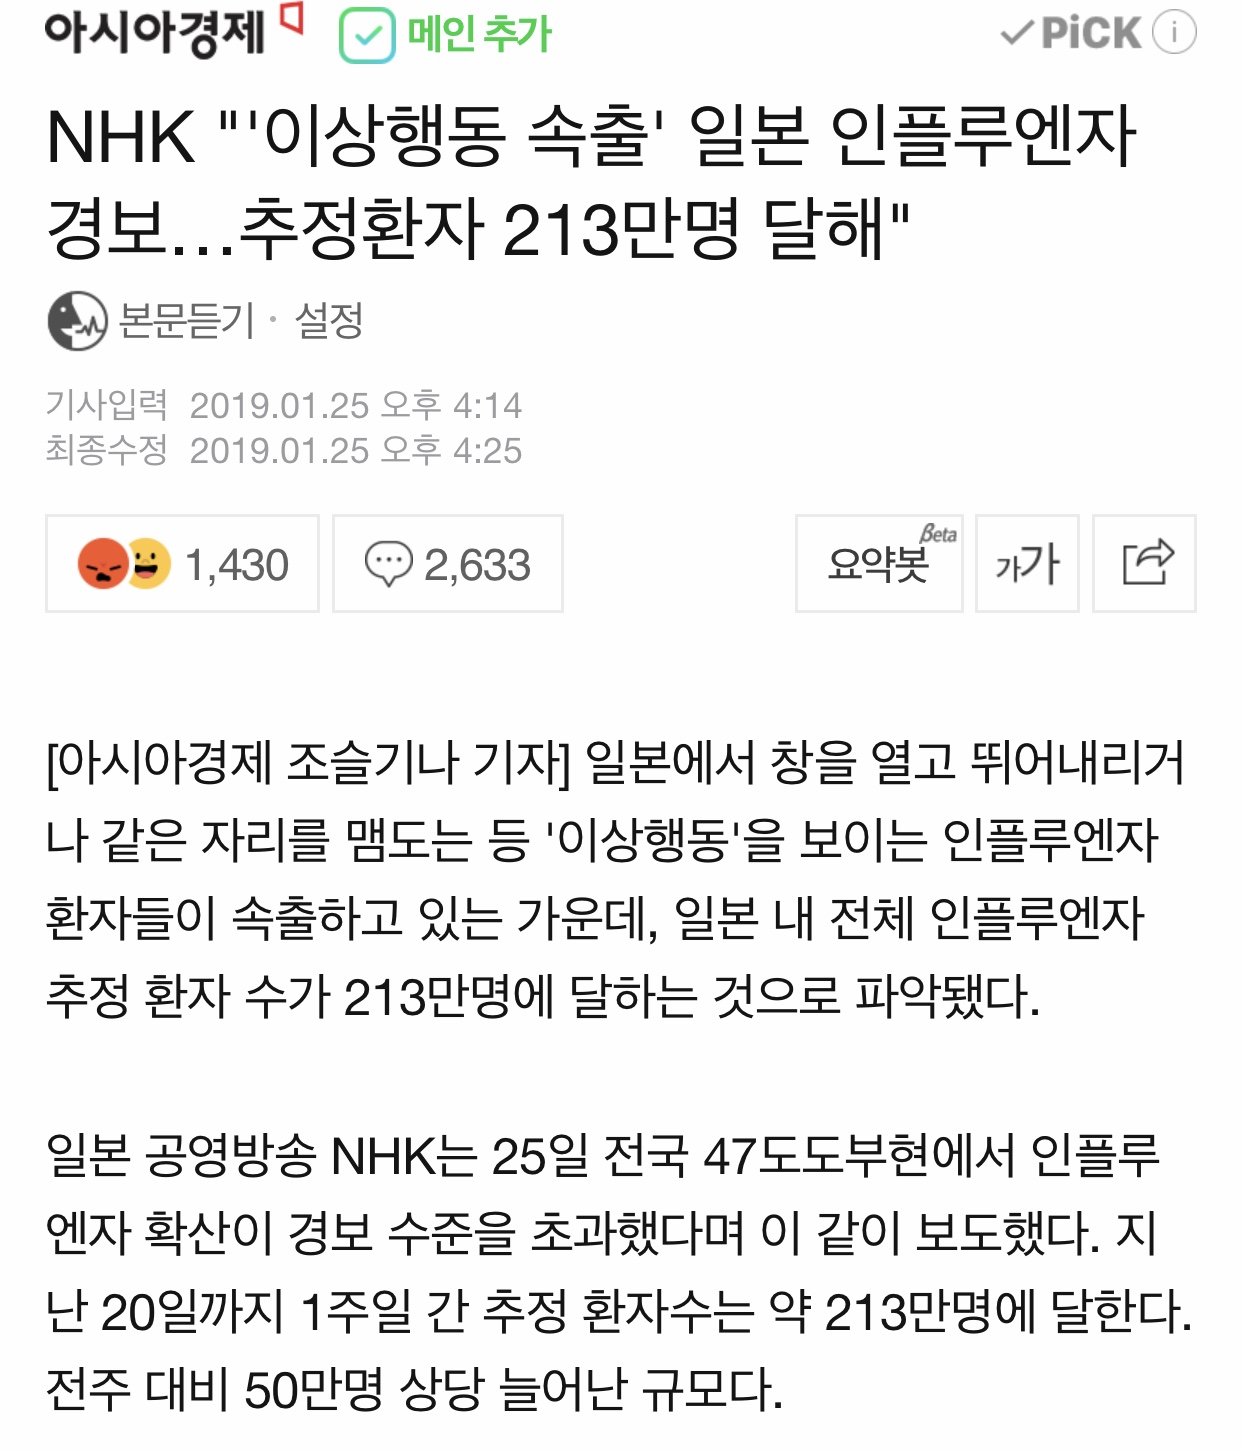 아시아경제 메인 추가 PiCK i
NHK "'이상행동 속출' 일본 인플루엔자
경보...추정환자 213만명 달해"
본문듣기 · 설정
기사입력 2019.01.25 오후 4:14
최종수정 2019.01.25 오후 4:25
1,430 2,633 요약봇 Beta 가가
[아시아경제 조슬기나 기자] 일본에서 창을 열고 뛰어내리거
나 같은 자리를 맴도는 등 '이상행동'을 보이는 인플루엔자
환자들이 속출하고 있는 가운데, 일본 내 전체 인플루엔자
추정 환자 수가 213만명에 달하는 것으로 파악됐다.
일본 공영방송 NHK는 25일 전국 47도도부현에서 인플루
엔자 확산이 경보 수준을 초과했다며 이 같이 보도했다. 지
난 20일까지 1주일 간 추정 환자수는 약 213만명에 달한다.
전주 대비 50만명 상당 늘어난 규모다.